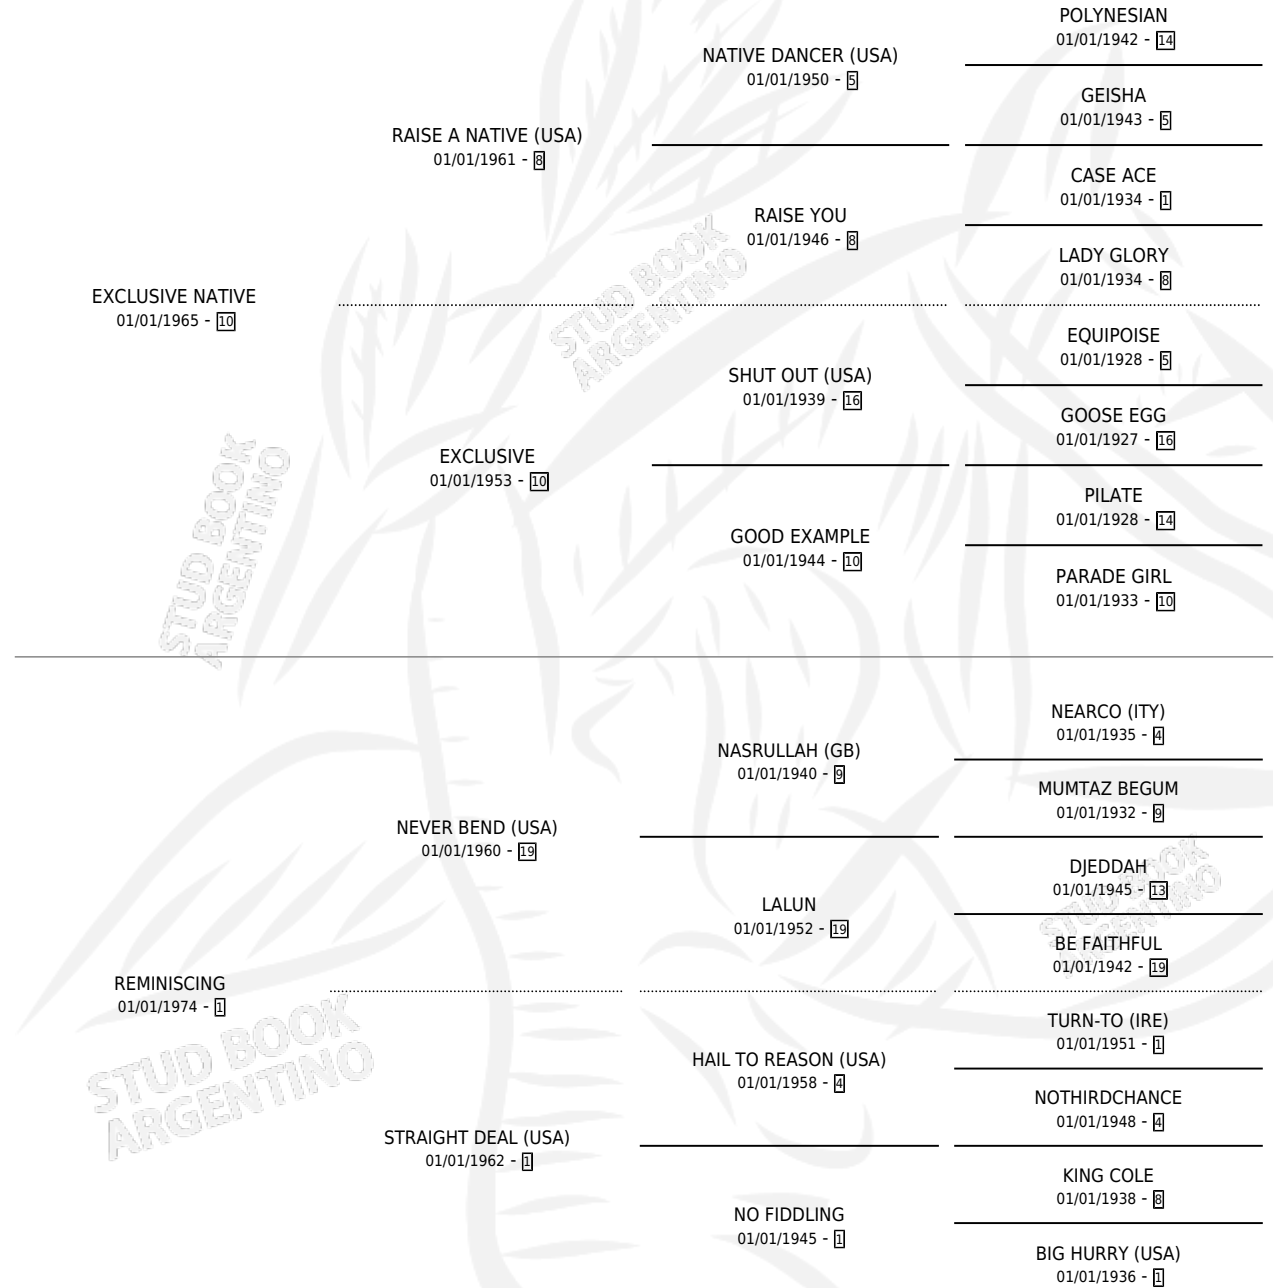 POLYNESIAN
01/01/1942 - 14
NATIVE DANCER (USA)
01/01/1950 - 5
GEISHA
01/01/1943 - 5
RAISE A NATIVE (USA)
01/01/1961 - 8
CASE ACE
01/01/1934 - 1
RAISE YOU
01/01/1946 - 8
LADY GLORY
01/01/1934 - 8
EXCLUSIVE NATIVE
01/01/1965 - 10
STUD BOOK
ARGENTINO
EQUIPOISE
01/01/1928 - 5
SHUT OUT (USA)
01/01/1939 - 16
GOOSE EGG
01/01/1927 - 16
EXCLUSIVE
01/01/1953 - 10
PILATE
01/01/1928 - 14
GOOD EXAMPLE
01/01/1944 - 10
PARADE GIRL
01/01/1933 - 10
STUD BOOK
ARGENTINO
NEARCO (ITY)
01/01/1935 - 4
NASRULLAH (GB)
01/01/1940 - 9
MUMTAZ BEGUM
01/01/1932 - 9
NEVER BEND (USA)
01/01/1960 - 19
DJEDDAH
01/01/1945 - 13
LALUN
01/01/1952 - 19
STUD BOOK
ARGENTINO
BE FAITHFUL
01/01/1942 - 19
REMINISCING
01/01/1974 - 1
TURN-TO (IRE)
01/01/1951 - 1
HAIL TO REASON (USA)
01/01/1958 - 4
STUD BOOK
ARGENTINO
NOTHIRDCHANCE
01/01/1948 - 4
STRAIGHT DEAL (USA)
01/01/1962 - 1
KING COLE
01/01/1938 - 8
NO FIDDLING
01/01/1945 - 1
BIG HURRY (USA)
01/01/1936 - 1